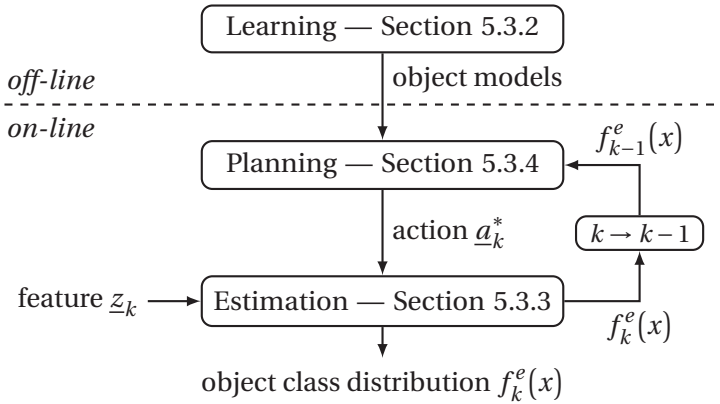 Learning — Section 5.3.2
off-line
object models
on-line
Planning — Section 5.3.4
f^e_{k−1}(x)
action a̲*_k
k → k − 1
feature z̲_k
Estimation — Section 5.3.3
f^e_k(x)
object class distribution f^e_k(x)